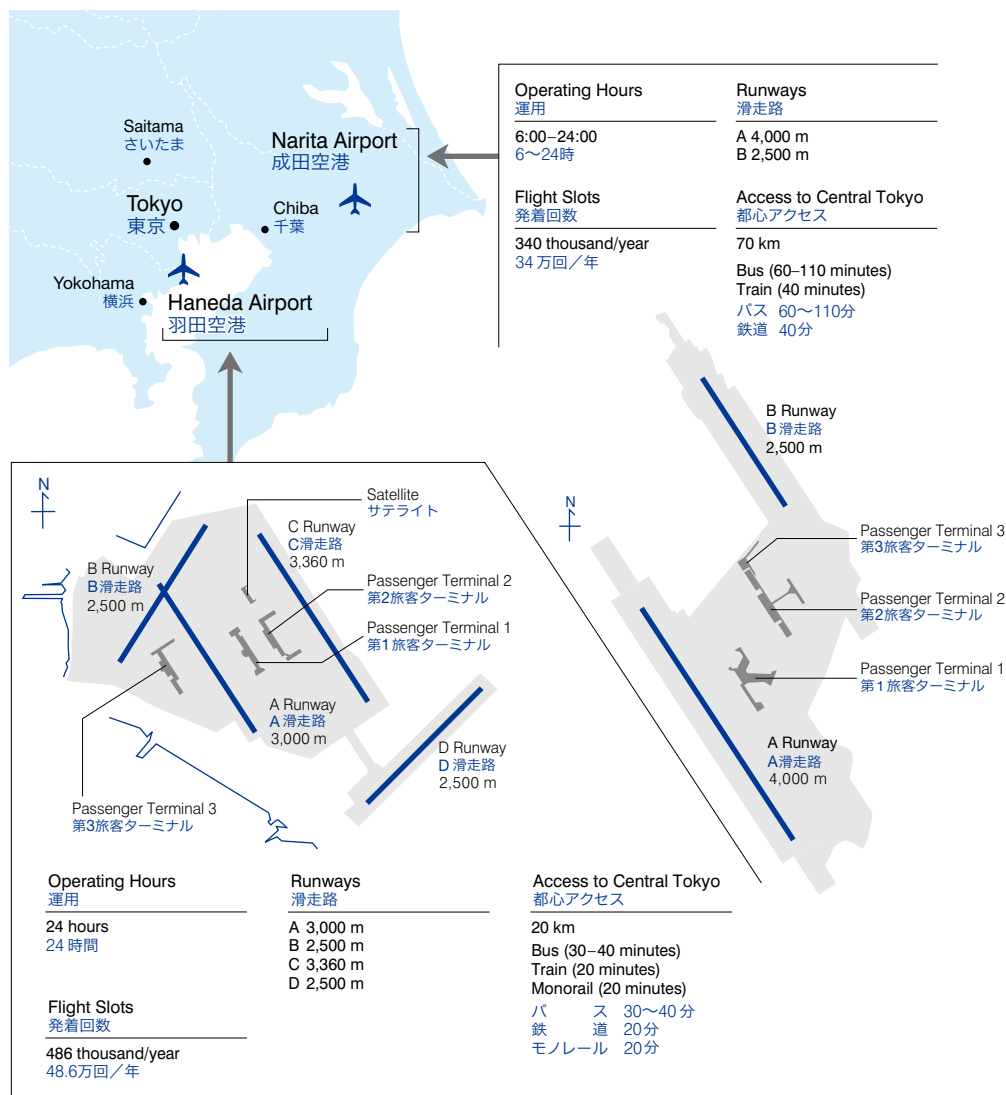 Saitama
さいたま
Narita Airport
成田空港
Tokyo
東京
Chiba
千葉
Yokohama
横浜
Haneda Airport
羽田空港
Operating Hours
運用
6:00–24:00
6〜24時
Runways
滑走路
A 4,000 m
B 2,500 m
Flight Slots
発着回数
340 thousand/year
34万回／年
Access to Central Tokyo
都心アクセス
70 km
Bus (60–110 minutes)
Train (40 minutes)
バス 60〜110分
鉄道 40分
B Runway
B滑走路
2,500 m
N
Passenger Terminal 3
第3旅客ターミナル
Passenger Terminal 2
第2旅客ターミナル
Passenger Terminal 1
第1旅客ターミナル
A Runway
A滑走路
4,000 m
N
Satellite
サテライト
C Runway
C滑走路
3,360 m
B Runway
B滑走路
2,500 m
Passenger Terminal 2
第2旅客ターミナル
Passenger Terminal 1
第1旅客ターミナル
A Runway
A滑走路
3,000 m
D Runway
D滑走路
2,500 m
Passenger Terminal 3
第3旅客ターミナル
Operating Hours
運用
24 hours
24時間
Flight Slots
発着回数
486 thousand/year
48.6万回／年
Runways
滑走路
A 3,000 m
B 2,500 m
C 3,360 m
D 2,500 m
Access to Central Tokyo
都心アクセス
20 km
Bus (30–40 minutes)
Train (20 minutes)
Monorail (20 minutes)
バス 30〜40分
鉄道 20分
モノレール 20分